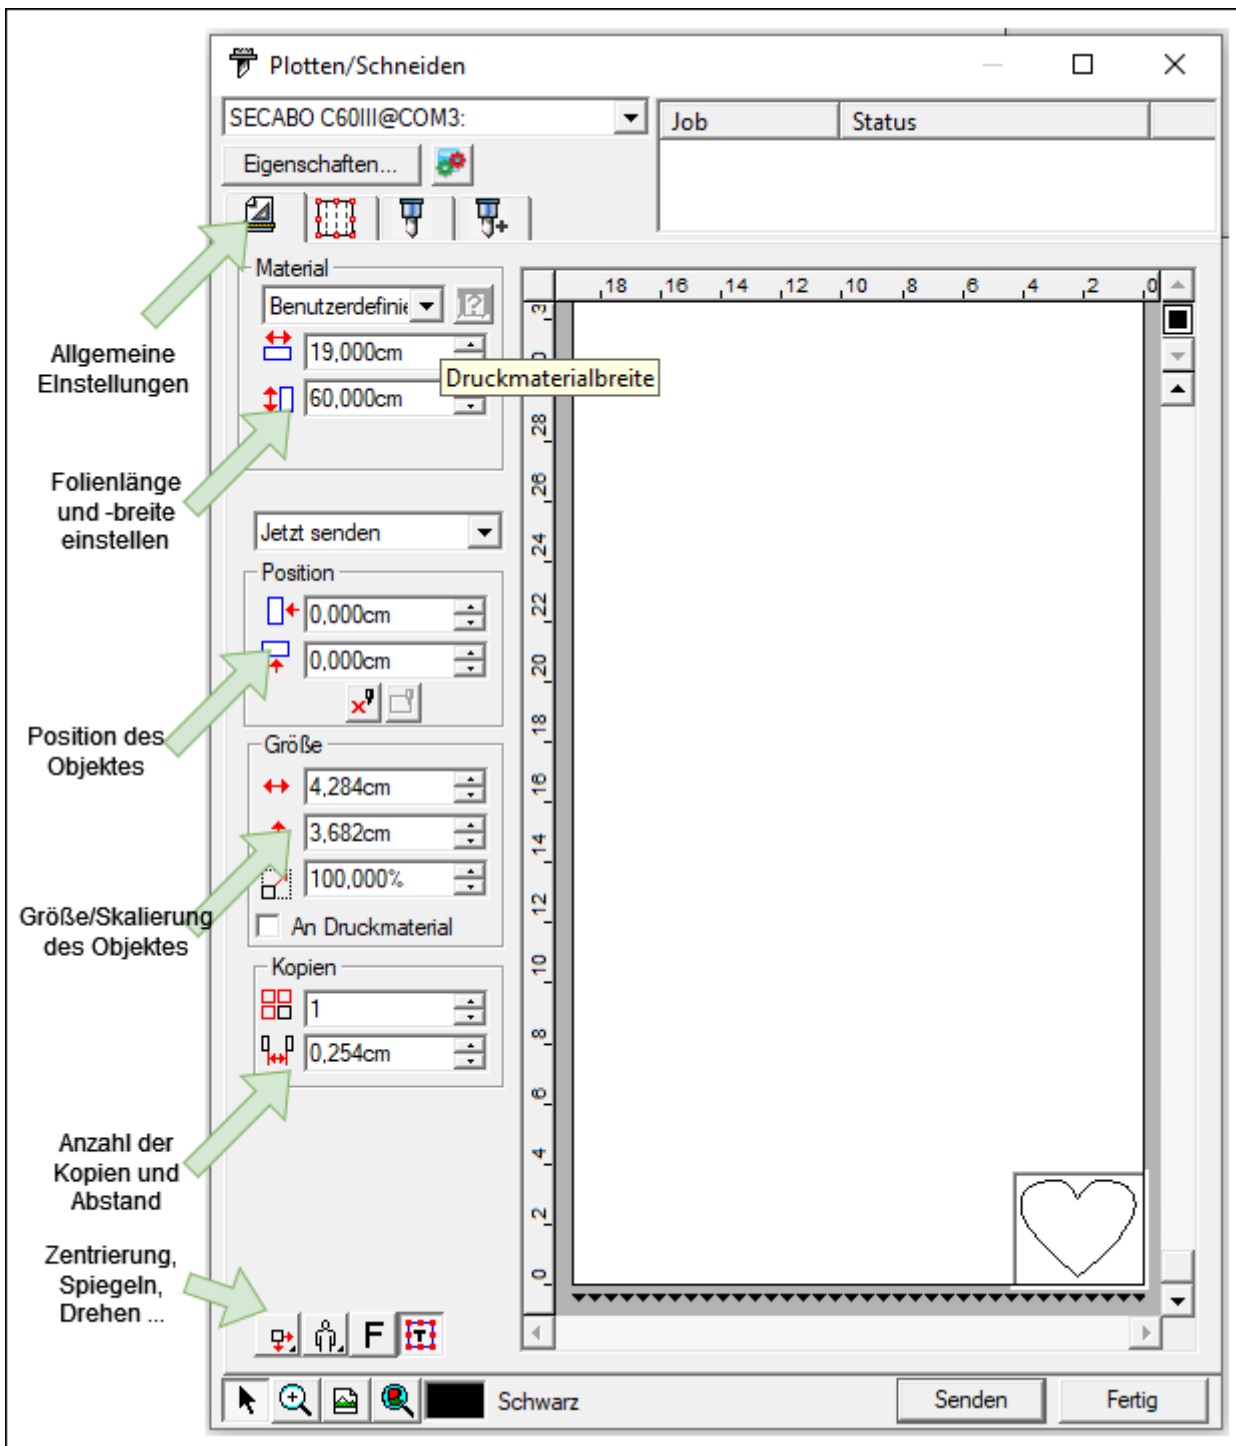 Plotten/Schneiden
SECABO C60III@COM3:
Job
Status
Eigenschaften...
Material
Benutzerdefinie
19,000cm
Druckmaterialbreite
60,000cm
Allgemeine
EInstellungen
Folienlänge
und -breite
einstellen
Jetzt senden
Position
0,000cm
0,000cm
Position des
Objektes
Größe
4,284cm
3,682cm
100,000%
An Druckmaterial
Größe/Skalierung
des Objektes
Kopien
1
0,254cm
Anzahl der
Kopien und
Abstand
Zentrierung,
Spiegeln,
Drehen ...
F
T
18 16 14 12 10 8 6 4 2 0
28
26
24
22
20
18
16
14
12
10
8
6
4
2
0
Schwarz
Senden
Fertig